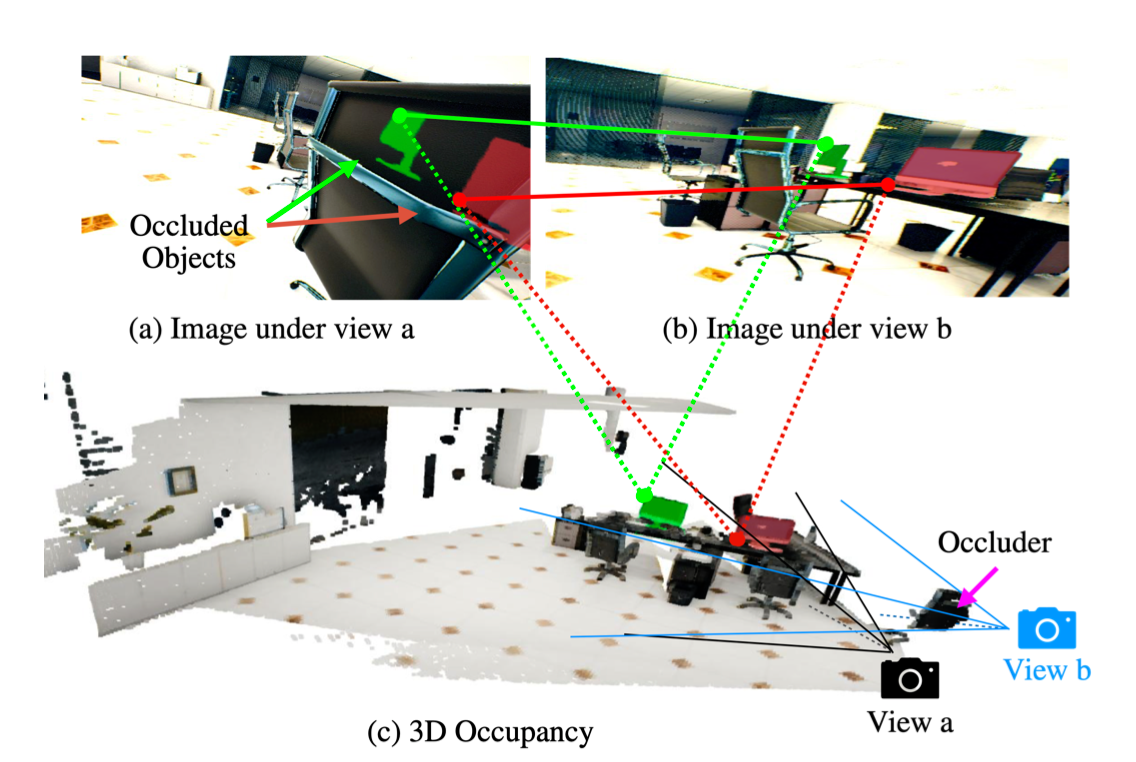 Occluded
Objects
(a) Image under view a
(b) Image under view b
Occluder
View b
View a
(c) 3D Occupancy